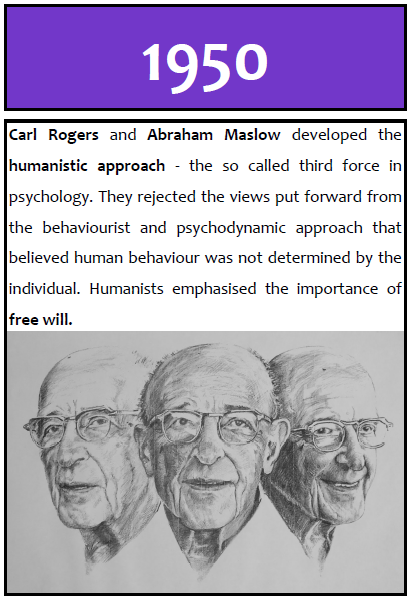 1950
Carl Rogers and Abraham Maslow developed the
humanistic approach - the so called third force in
psychology. They rejected the views put forward from
the behaviourist and psychodynamic approach that
believed human behaviour was not determined by the
individual. Humanists emphasised the importance of
free will.